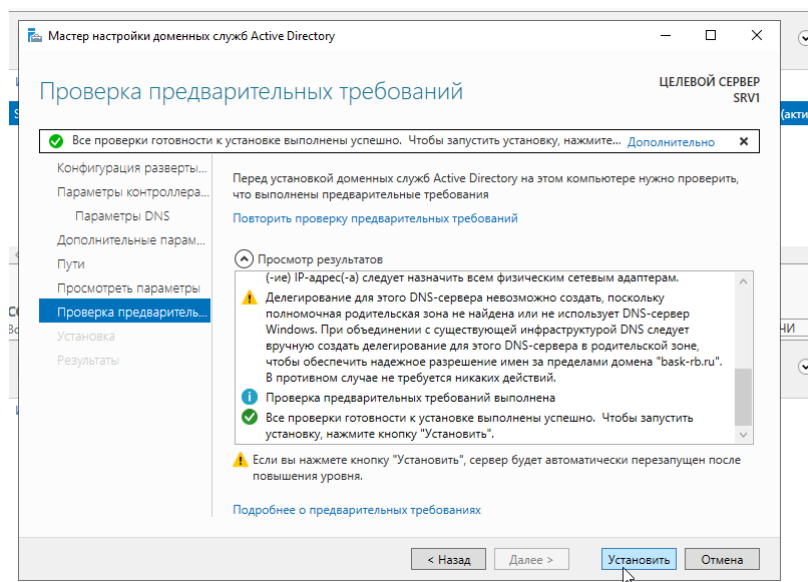 Мастер настройки доменных служб Active Directory
Проверка предварительных требований
ЦЕЛЕВОЙ СЕРВЕР
SRV1
(акти
Все проверки готовности к установке выполнены успешно. Чтобы запустить установку, нажмите... Дополнительно
Конфигурация разверты...
Параметры контроллера...
Параметры DNS
Дополнительные парам...
Пути
Просмотреть параметры
Проверка предваритель...
Установка
Результаты
Перед установкой доменных служб Active Directory на этом компьютере нужно проверить,
что выполнены предварительные требования
Повторить проверку предварительных требований
Просмотр результатов
(-ие) IP-адрес(-а) следует назначить всем физическим сетевым адаптерам.
Делегирование для этого DNS-сервера невозможно создать, поскольку
полномочная родительская зона не найдена или не использует DNS-сервер
Windows. При объединении с существующей инфраструктурой DNS следует
вручную создать делегирование для этого DNS-сервера в родительской зоне,
чтобы обеспечить надежное разрешение имен за пределами домена "bask-rb.ru".
В противном случае не требуется никаких действий.
Проверка предварительных требований выполнена
Все проверки готовности к установке выполнены успешно. Чтобы запустить
установку, нажмите кнопку "Установить".
Если вы нажмете кнопку "Установить", сервер будет автоматически перезапущен после
повышения уровня.
Подробнее о предварительных требованиях
< Назад
Далее >
Установить
Отмена